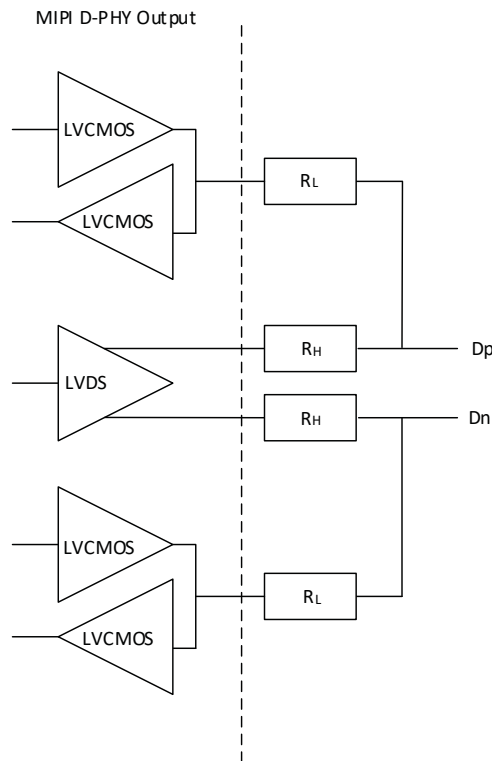 MIPI D-PHY Output
LVCMOS
RL
LVCMOS
RH
Dp
LVDS
RH
Dn
LVCMOS
RL
LVCMOS